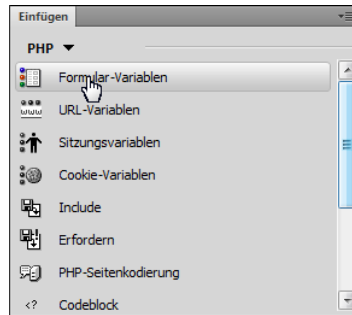 Einfügen
PHP
Formular-Variablen
URL-Variablen
Sitzungsvariablen
Cookie-Variablen
Include
Erfordern
PHP-Seitenkodierung
<? Codeblock